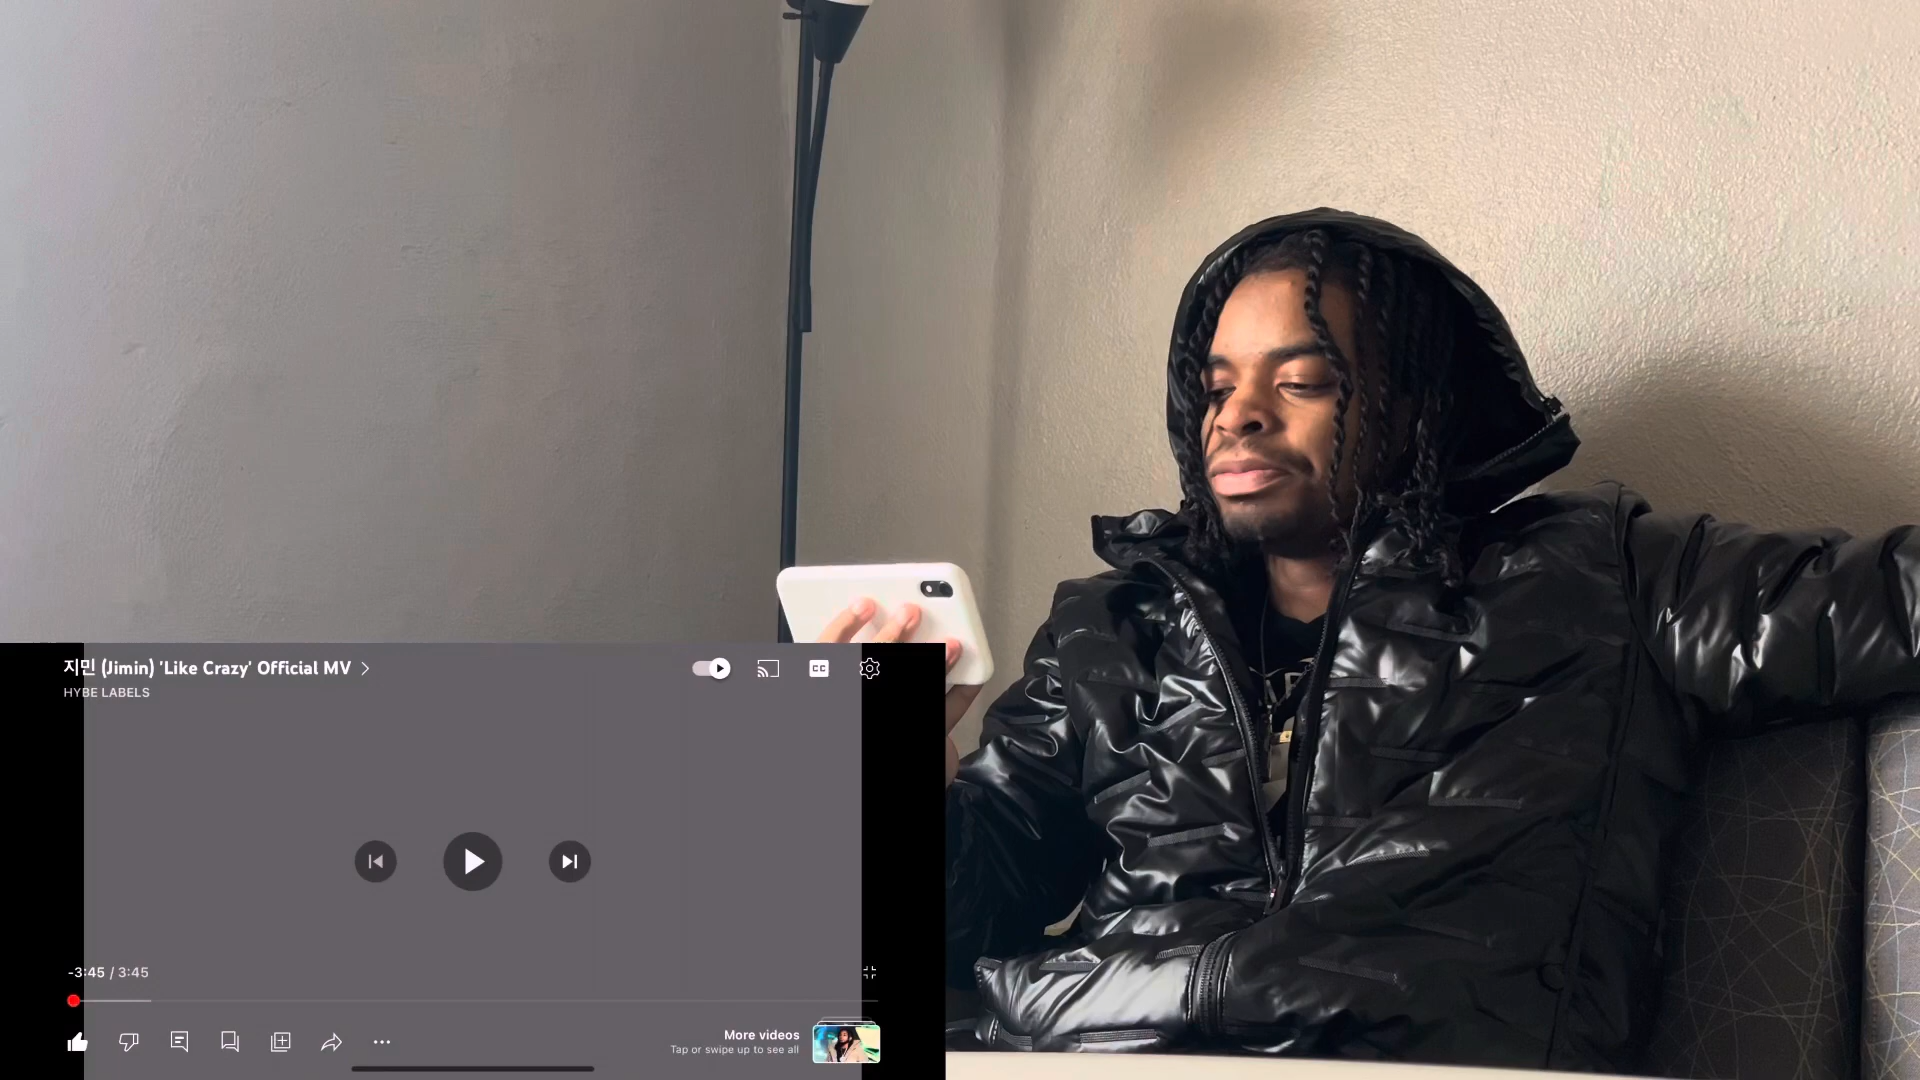 지민 (Jimin) 'Like Crazy' Official MV
HYBE LABELS
CC
-3:45 / 3:45
More videos
Tap or swipe up to see all